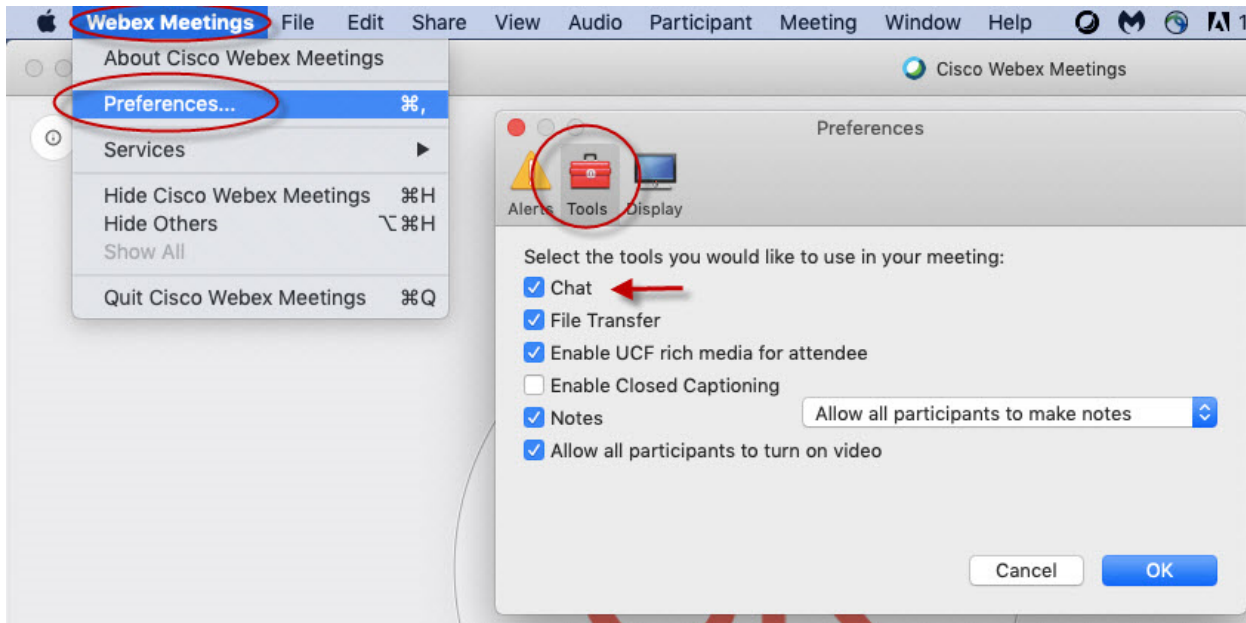 Webex Meetings File Edit Share View Audio Participant Meeting Window Help 1
About Cisco Webex Meetings
Cisco Webex Meetings
Preferences... ⌘,
Services ▶
Hide Cisco Webex Meetings ⌘H
Hide Others ⌥⌘H
Show All
Quit Cisco Webex Meetings ⌘Q
Preferences
Alerts Tools Display
Select the tools you would like to use in your meeting:
Chat
File Transfer
Enable UCF rich media for attendee
Enable Closed Captioning
Notes Allow all participants to make notes
Allow all participants to turn on video
Cancel OK